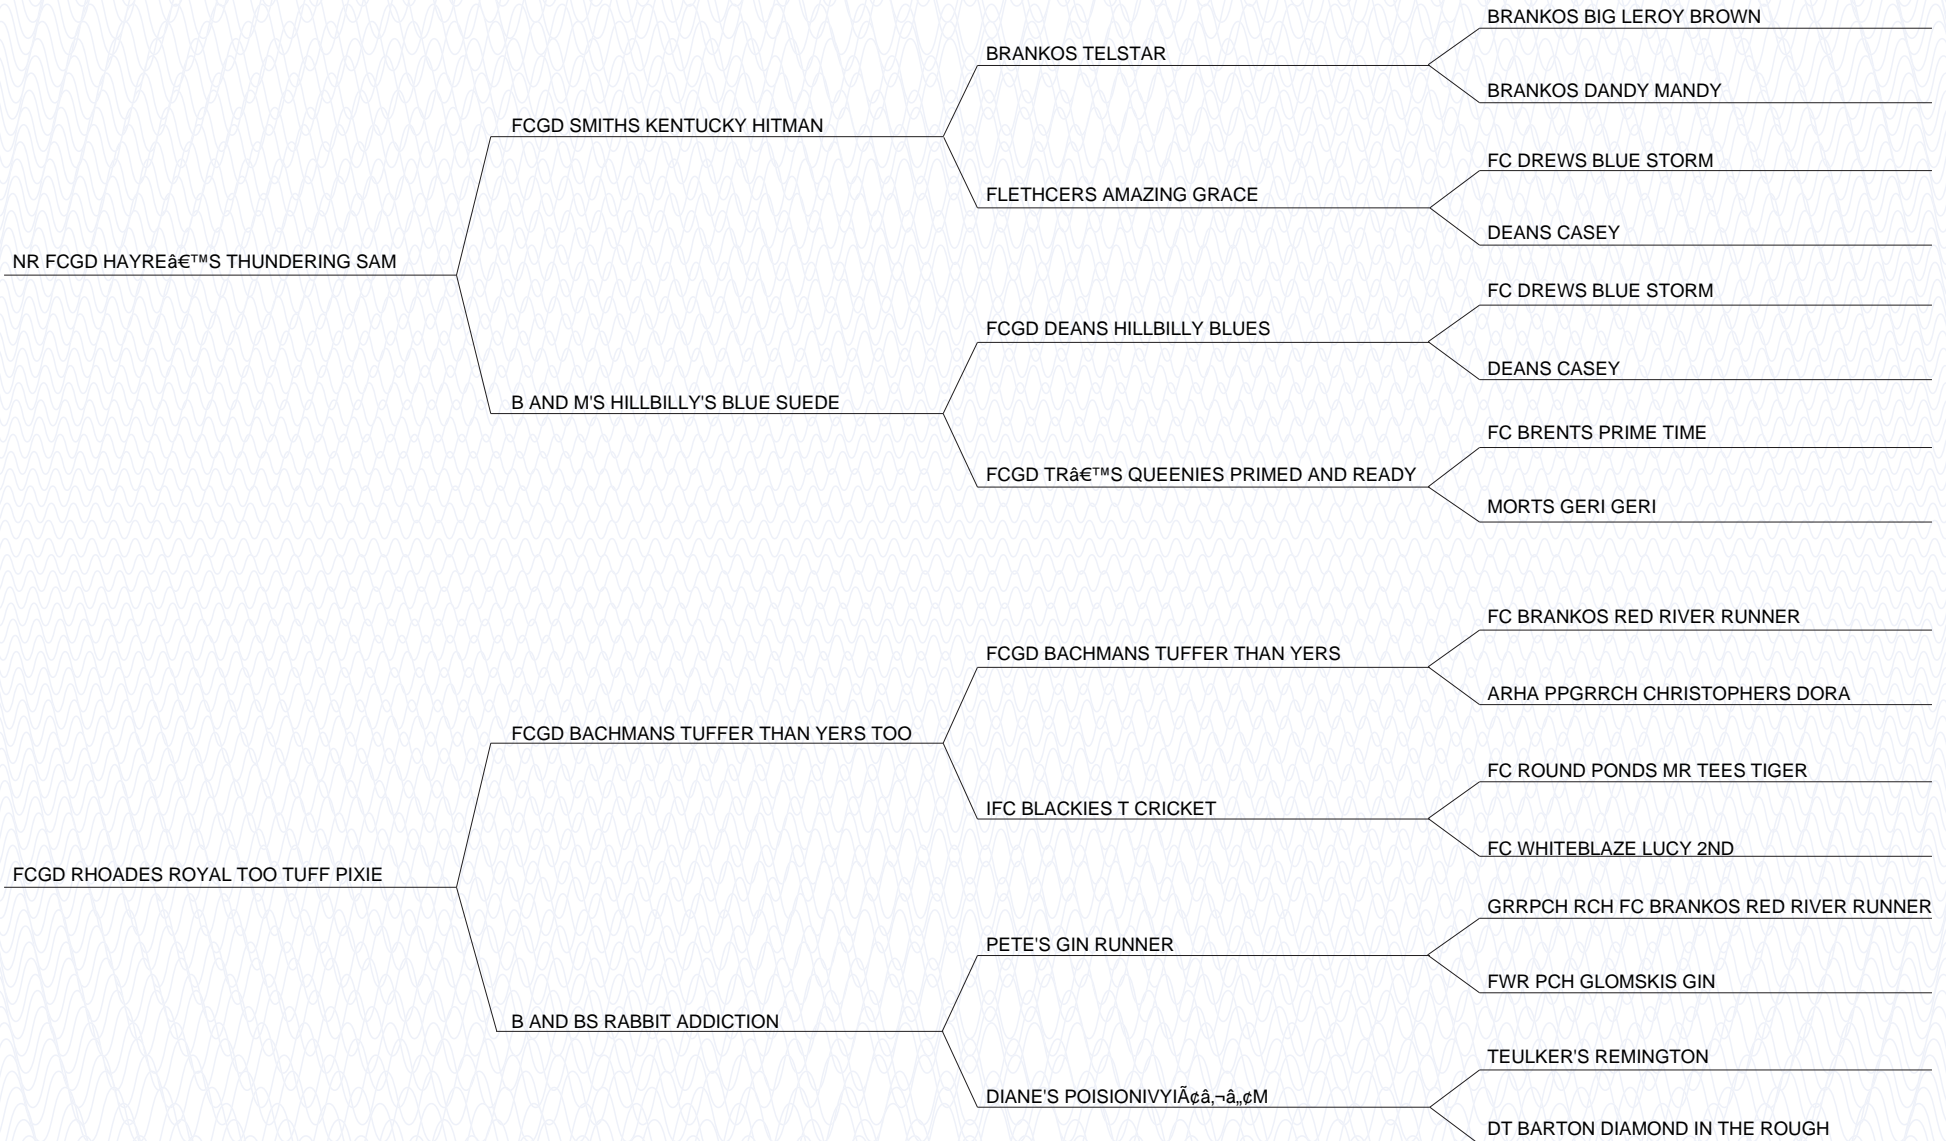 BRANKOS BIG LEROY BROWN
BRANKOS TELSTAR
BRANKOS DANDY MANDY
FCGD SMITHS KENTUCKY HITMAN
FC DREWS BLUE STORM
FLETHCERS AMAZING GRACE
DEANS CASEY
NR FCGD HAYREâ€™S THUNDERING SAM
FC DREWS BLUE STORM
FCGD DEANS HILLBILLY BLUES
DEANS CASEY
B AND M'S HILLBILLY'S BLUE SUEDE
FC BRENTS PRIME TIME
FCGD TRâ€™S QUEENIES PRIMED AND READY
MORTS GERI GERI
FC BRANKOS RED RIVER RUNNER
FCGD BACHMANS TUFFER THAN YERS
ARHA PPGRRCH CHRISTOPHERS DORA
FCGD BACHMANS TUFFER THAN YERS TOO
FC ROUND PONDS MR TEES TIGER
IFC BLACKIES T CRICKET
FC WHITEBLAZE LUCY 2ND
FCGD RHOADES ROYAL TOO TUFF PIXIE
GRRPCH RCH FC BRANKOS RED RIVER RUNNER
PETE'S GIN RUNNER
FWR PCH GLOMSKIS GIN
B AND BS RABBIT ADDICTION
TEULKER'S REMINGTON
DIANE'S POISIONIVYIÃ¢â‚¬â„¢M
DT BARTON DIAMOND IN THE ROUGH